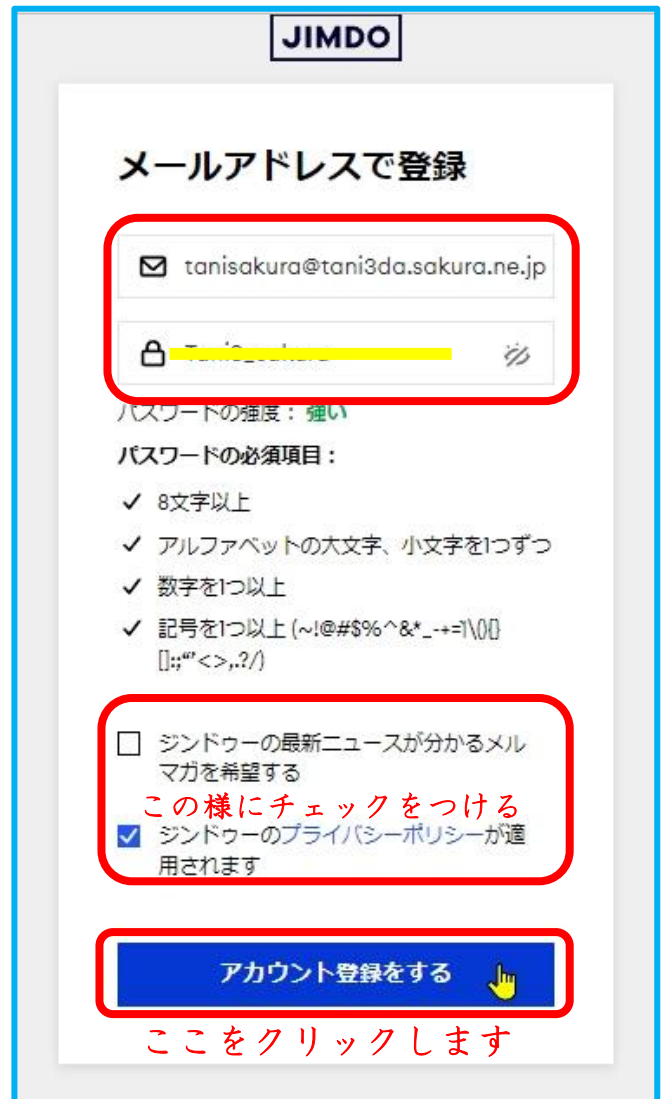 JIMDO
メールアドレスで登録
tanisakura@tani3da.sakura.ne.jp
パスワードの強度： 強い
パスワードの必須項目：
✓ 8文字以上
✓ アルファベットの大文字、小文字を1つずつ
✓ 数字を1つ以上
✓ 記号を1つ以上 (~!@#$%^&*_-+=`|\(){}
[]:;"'<>,.?/)
ジンドゥーの最新ニュースが分かるメル
マガを希望する
この様にチェックをつける
ジンドゥーのプライバシーポリシーが適
用されます
アカウント登録をする
ここをクリックします